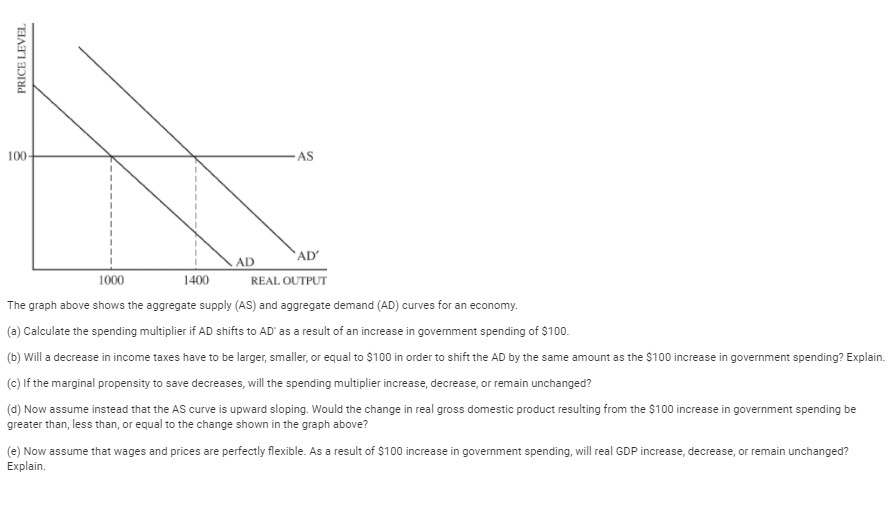 PRICE LEVEL
100
AS
AD
AD'
1000
1400
REAL OUTPUT
The graph above shows the aggregate supply (AS) and aggregate demand (AD) curves for an economy.
(a) Calculate the spending multiplier if AD shifts to AD' as a result of an increase in government spending of $100.
(b) Will a decrease in income taxes have to be larger, smaller, or equal to $100 in order to shift the AD by the same amount as the $100 increase in government spending? Explain.
(c) If the marginal propensity to save decreases, will the spending multiplier increase, decrease, or remain unchanged?
(d) Now assume instead that the AS curve is upward sloping. Would the change in real gross domestic product resulting from the $100 increase in government spending be
greater than, less than, or equal to the change shown in the graph above?
(e) Now assume that wages and prices are perfectly flexible. As a result of $100 increase in government spending, will real GDP increase, decrease, or remain unchanged?
Explain.